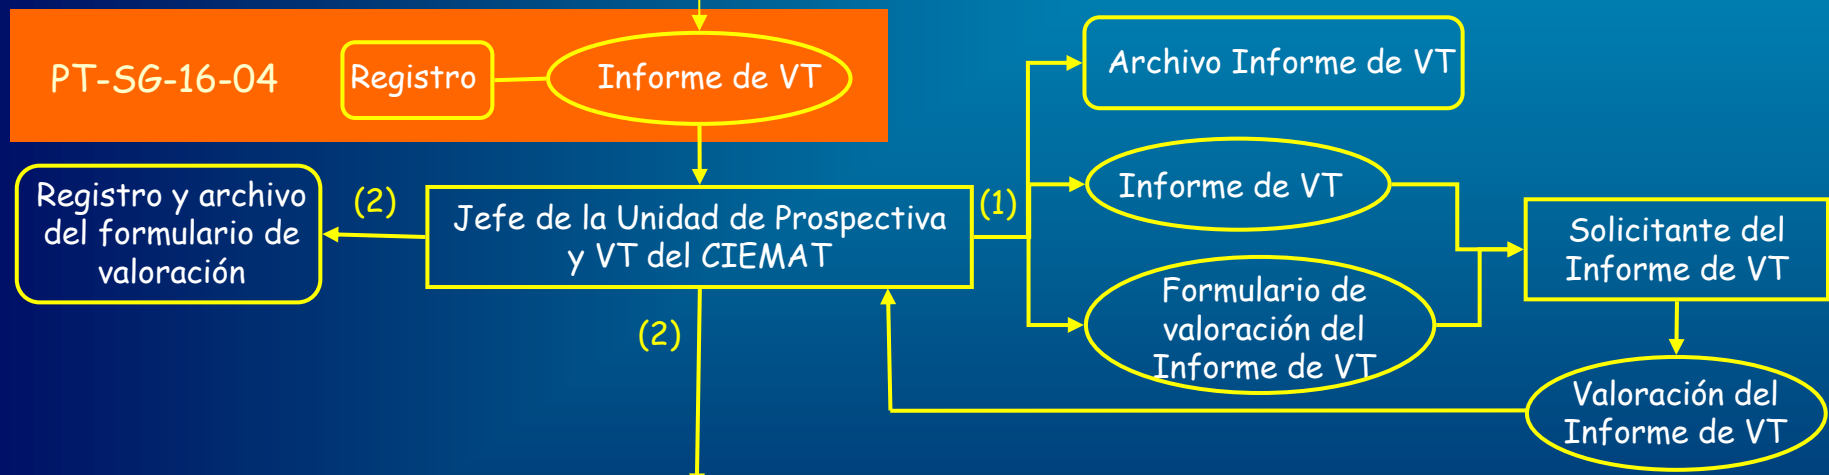 PT-SG-16-04
Registro
Informe de VT
Archivo Informe de VT
Registro y archivo
del formulario de
valoración
(2)
Jefe de la Unidad de Prospectiva
y VT del CIEMAT
(1)
Informe de VT
Solicitante del
Informe de VT
(2)
Formulario de
valoración del
Informe de VT
Valoración del
Informe de VT